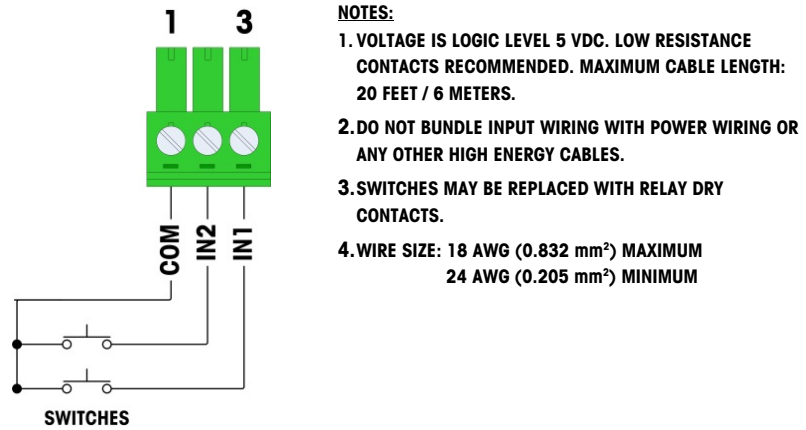 1 3
COM
IN2
IN1
SWITCHES
NOTES:
1. VOLTAGE IS LOGIC LEVEL 5 VDC. LOW RESISTANCE
CONTACTS RECOMMENDED. MAXIMUM CABLE LENGTH:
20 FEET / 6 METERS.
2. DO NOT BUNDLE INPUT WIRING WITH POWER WIRING OR
ANY OTHER HIGH ENERGY CABLES.
3. SWITCHES MAY BE REPLACED WITH RELAY DRY
CONTACTS.
4. WIRE SIZE: 18 AWG (0.832 mm²) MAXIMUM
24 AWG (0.205 mm²) MINIMUM